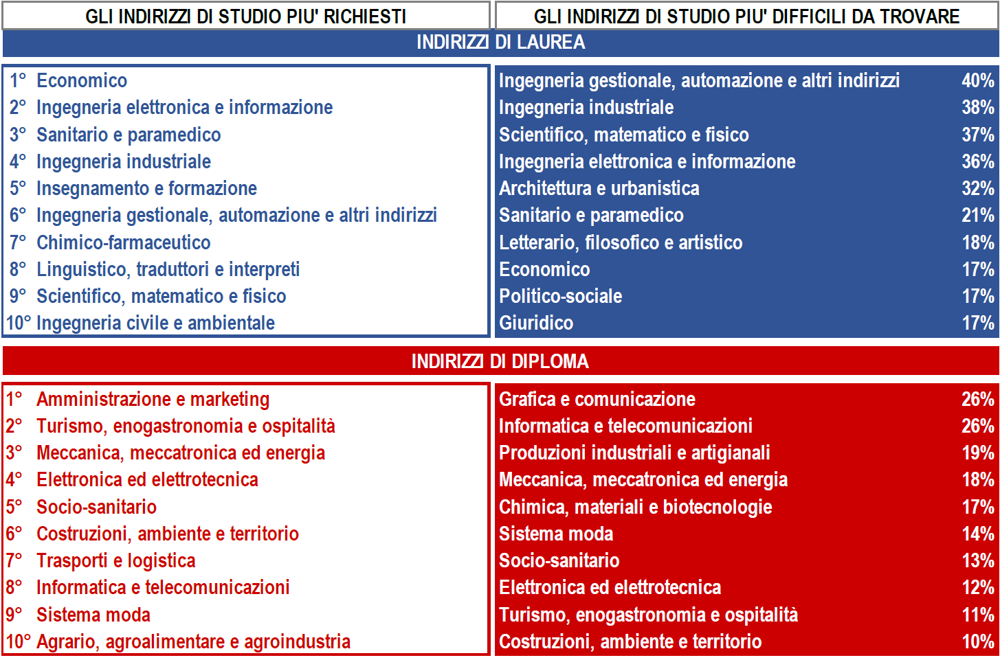 GLI INDIRIZZI DI STUDIO PIU' RICHIESTI
GLI INDIRIZZI DI STUDIO PIU' DIFFICILI DA TROVARE
INDIRIZZI DI LAUREA
1° Economico
2° Ingegneria elettronica e informazione
3° Sanitario e paramedico
4° Ingegneria industriale
5° Insegnamento e formazione
6° Ingegneria gestionale, automazione e altri indirizzi
7° Chimico-farmaceutico
8° Linguistico, traduttori e interpreti
9° Scientifico, matematico e fisico
10° Ingegneria civile e ambientale
Ingegneria gestionale, automazione e altri indirizzi 40%
Ingegneria industriale 38%
Scientifico, matematico e fisico 37%
Ingegneria elettronica e informazione 36%
Architettura e urbanistica 32%
Sanitario e paramedico 21%
Letterario, filosofico e artistico 18%
Economico 17%
Politico-sociale 17%
Giuridico 17%
INDIRIZZI DI DIPLOMA
1° Amministrazione e marketing
2° Turismo, enogastronomia e ospitalità
3° Meccanica, meccatronica ed energia
4° Elettronica ed elettrotecnica
5° Socio-sanitario
6° Costruzioni, ambiente e territorio
7° Trasporti e logistica
8° Informatica e telecomunicazioni
9° Sistema moda
10° Agrario, agroalimentare e agroindustria
Grafica e comunicazione 26%
Informatica e telecomunicazioni 26%
Produzioni industriali e artigianali 19%
Meccanica, meccatronica ed energia 18%
Chimica, materiali e biotecnologie 17%
Sistema moda 14%
Socio-sanitario 13%
Elettronica ed elettrotecnica 12%
Turismo, enogastronomia e ospitalità 11%
Costruzioni, ambiente e territorio 10%